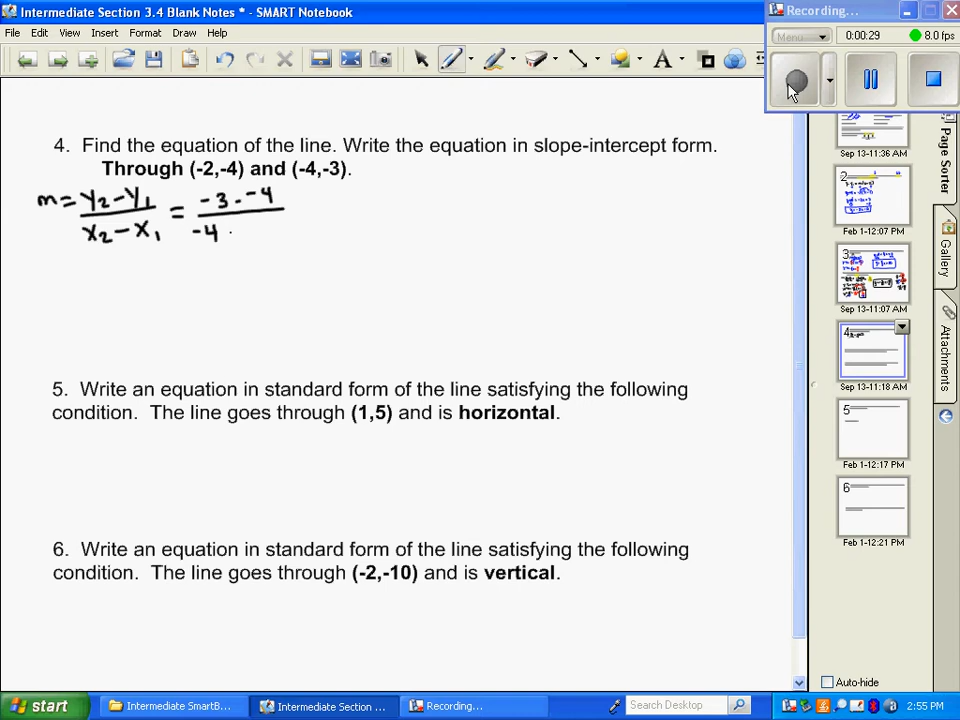 Intermediate Section 3.4 Blank Notes * - SMART Notebook
Recording...
File Edit View Insert Format Draw Help
Menu
0:00:29
8.0 fps
4. Find the equation of the line. Write the equation in slope-intercept form.
Through (-2,-4) and (-4,-3).
m = y₂ - y₁ / x₂ - x₁ = -3 - -4 / -4
5. Write an equation in standard form of the line satisfying the following
condition. The line goes through (1,5) and is horizontal.
6. Write an equation in standard form of the line satisfying the following
condition. The line goes through (-2,-10) and is vertical.
Sep 13-11:36 AM
2
Feb 1-12:07 PM
3
Sep 13-11:07 AM
4
Sep 13-11:18 AM
5
Feb 1-12:17 PM
6
Feb 1-12:21 PM
Page Sorter
Gallery
Attachments
Auto-hide
start
Intermediate SmartB...
Intermediate Section ...
Recording...
Search Desktop
2:55 PM